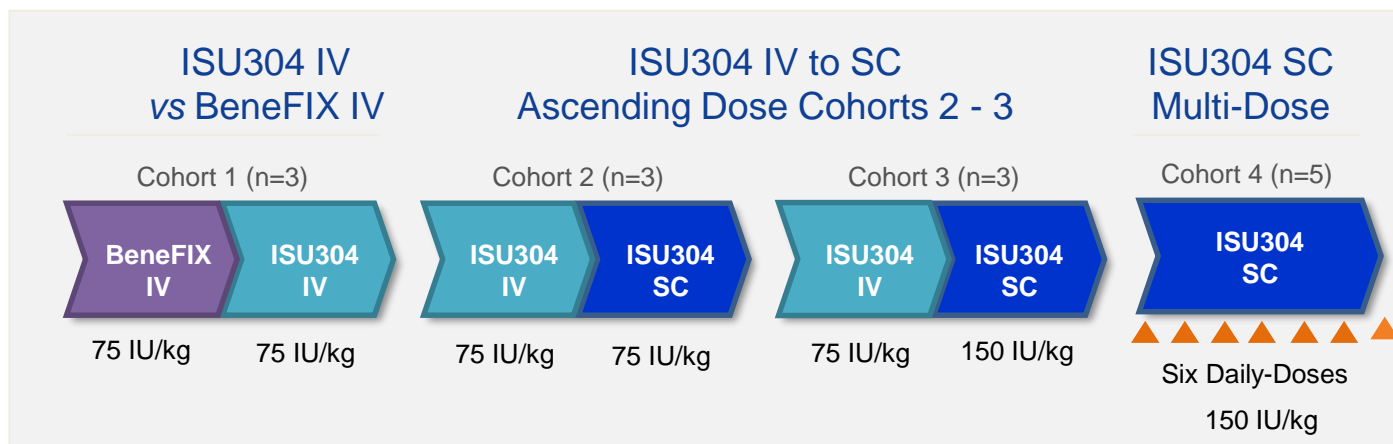 ISU304 IV
vs BeneFIX IV
Cohort 1 (n=3)
BeneFIX
IV
ISU304
IV
75 IU/kg
75 IU/kg
ISU304 IV to SC
Ascending Dose Cohorts 2 - 3
Cohort 2 (n=3)
ISU304
IV
ISU304
SC
75 IU/kg
75 IU/kg
Cohort 3 (n=3)
ISU304
IV
ISU304
SC
75 IU/kg
150 IU/kg
ISU304 SC
Multi-Dose
Cohort 4 (n=5)
ISU304
SC
Six Daily-Doses
150 IU/kg